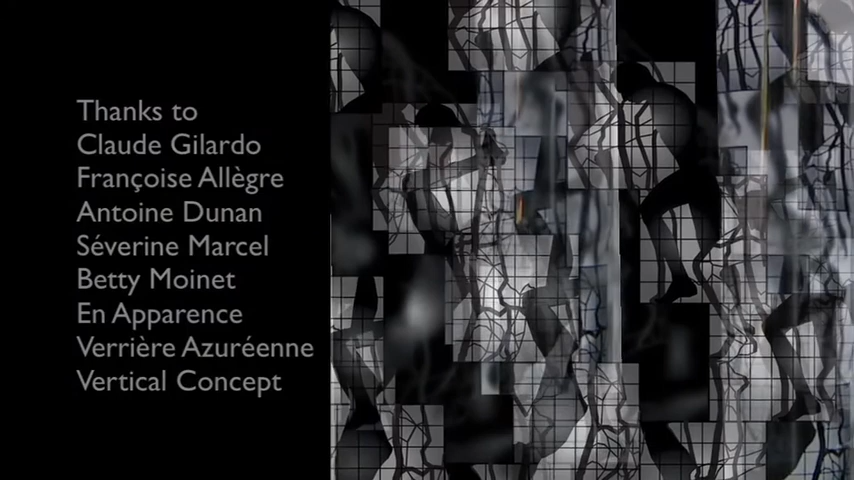 Thanks to
Claude Gilardo
Françoise Allègre
Antoine Dunan
Séverine Marcel
Betty Moinet
En Apparence
Verrière Azuréenne
Vertical Concept